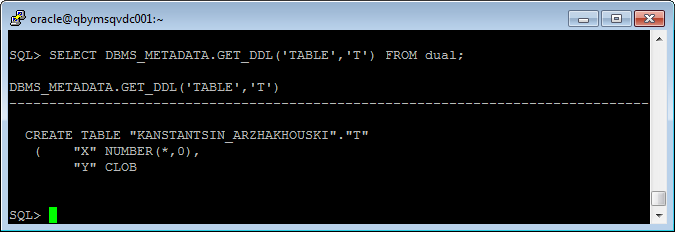 oracle@qbymsqvdc001:~
SQL> SELECT DBMS_METADATA.GET_DDL('TABLE','T') FROM dual;
DBMS_METADATA.GET_DDL('TABLE','T')
--------------------------------------------------------------------------------
  CREATE TABLE "KANSTANTSIN_ARZHAKHOUSKI"."T"
   (    "X" NUMBER(*,0),
        "Y" CLOB
SQL>